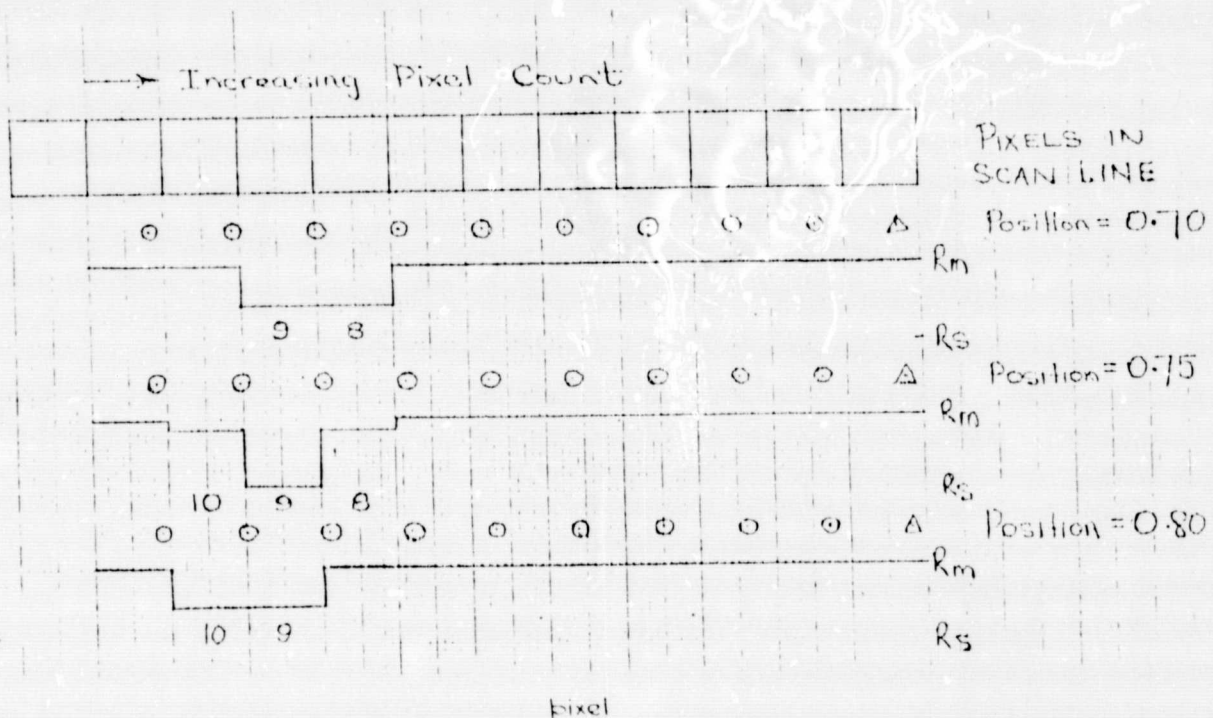 Increasing Pixel Count
PIXELS IN
SCAN LINE
Position = 0.70
Rm
9 8
Rs
Position = 0.75
Rm
10 9 8
Rs
Position = 0.80
Rm
10 9
Rs
pixel